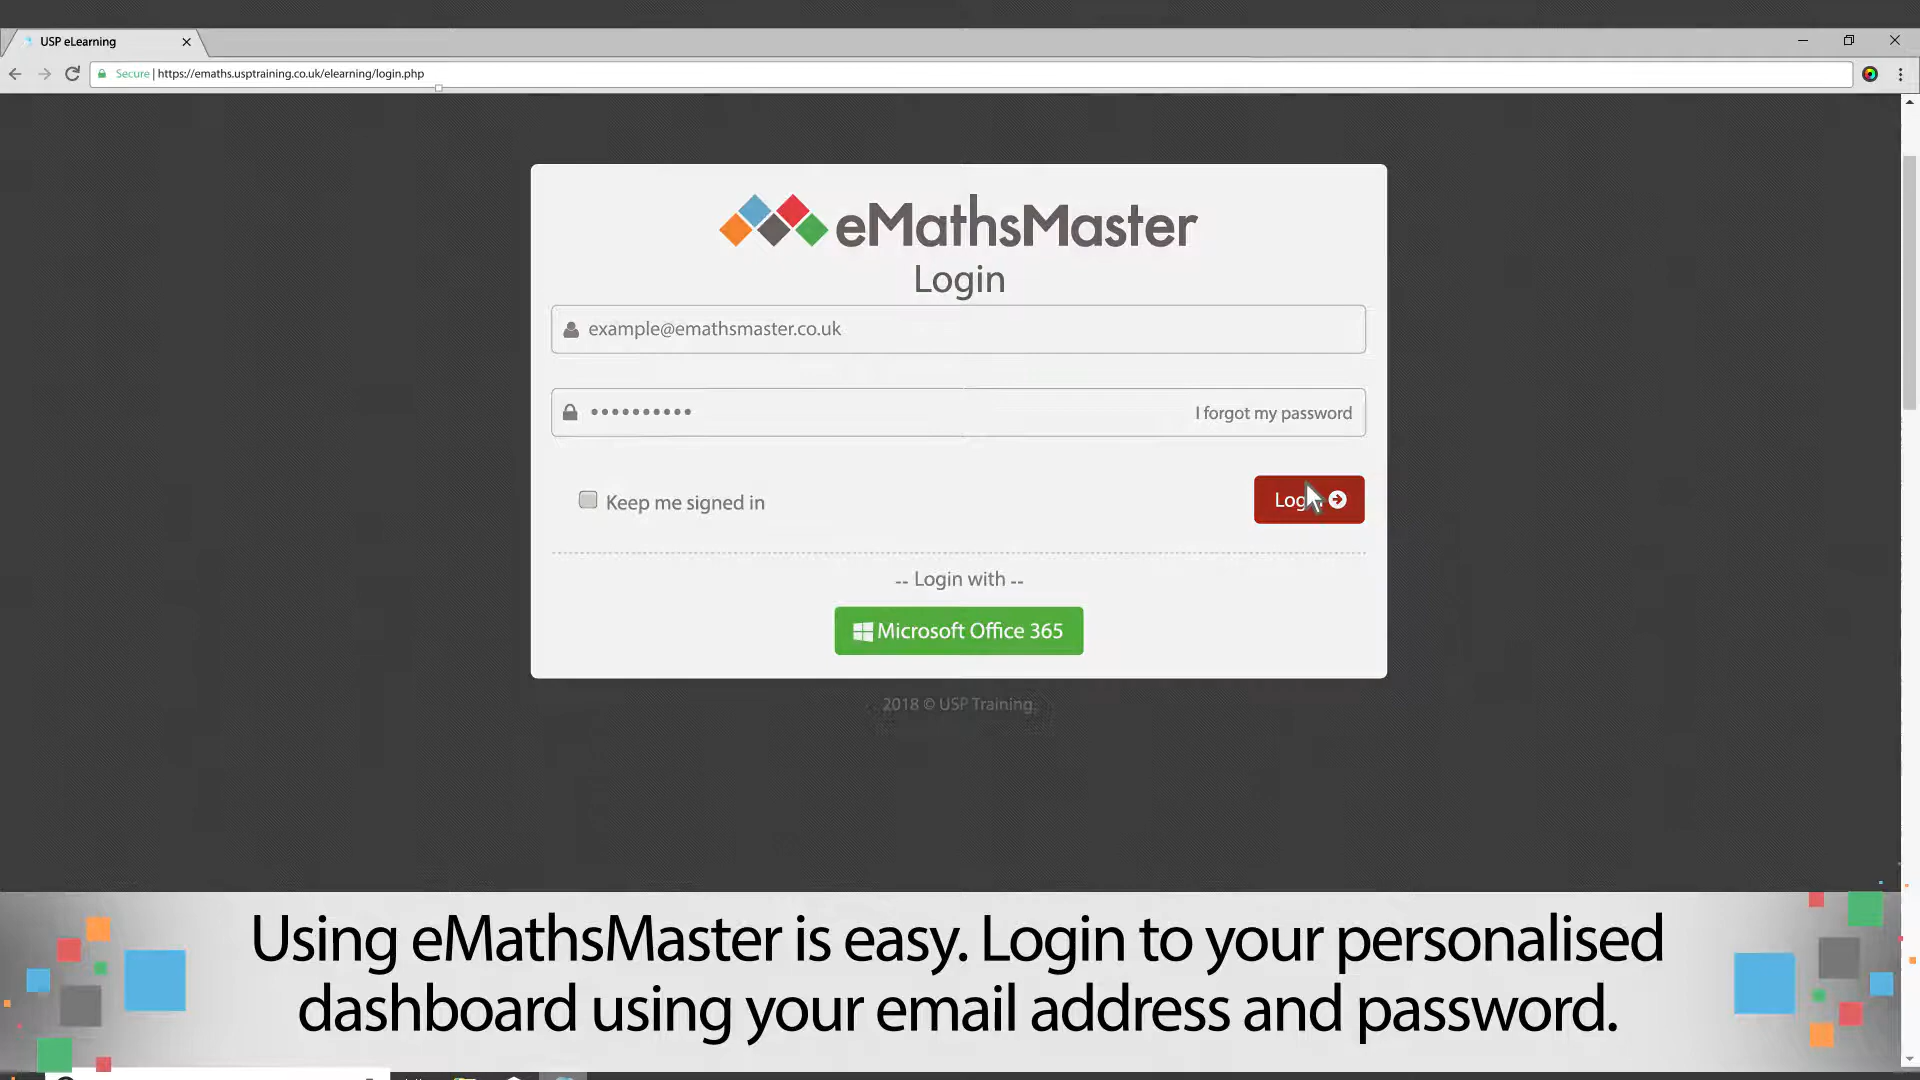 USP eLearning
Secure | https://emaths.usptraining.co.uk/elearning/login.php
eMathsMaster
Login
example@emathsmaster.co.uk
I forgot my password
Keep me signed in
Login
-- Login with --
Microsoft Office 365
2018 © USP Training.
Using eMathsMaster is easy. Login to your personalised
dashboard using your email address and password.